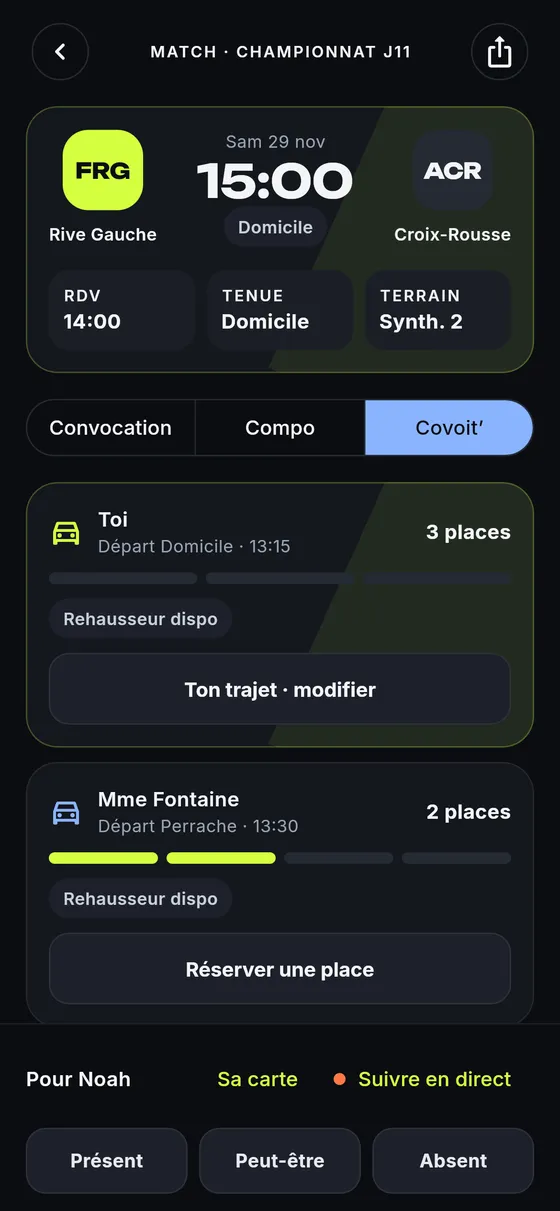 MATCH · CHAMPIONNAT J11
FRG
Rive Gauche
Sam 29 nov
15:00
Domicile
ACR
Croix-Rousse
RDV
14:00
TENUE
Domicile
TERRAIN
Synth. 2
Convocation
Compo
Covoit’
Toi
Départ Domicile · 13:15
3 places
Rehausseur dispo
Ton trajet · modifier
Mme Fontaine
Départ Perrache · 13:30
2 places
Rehausseur dispo
Réserver une place
Pour Noah
Sa carte
Suivre en direct
Présent
Peut-être
Absent